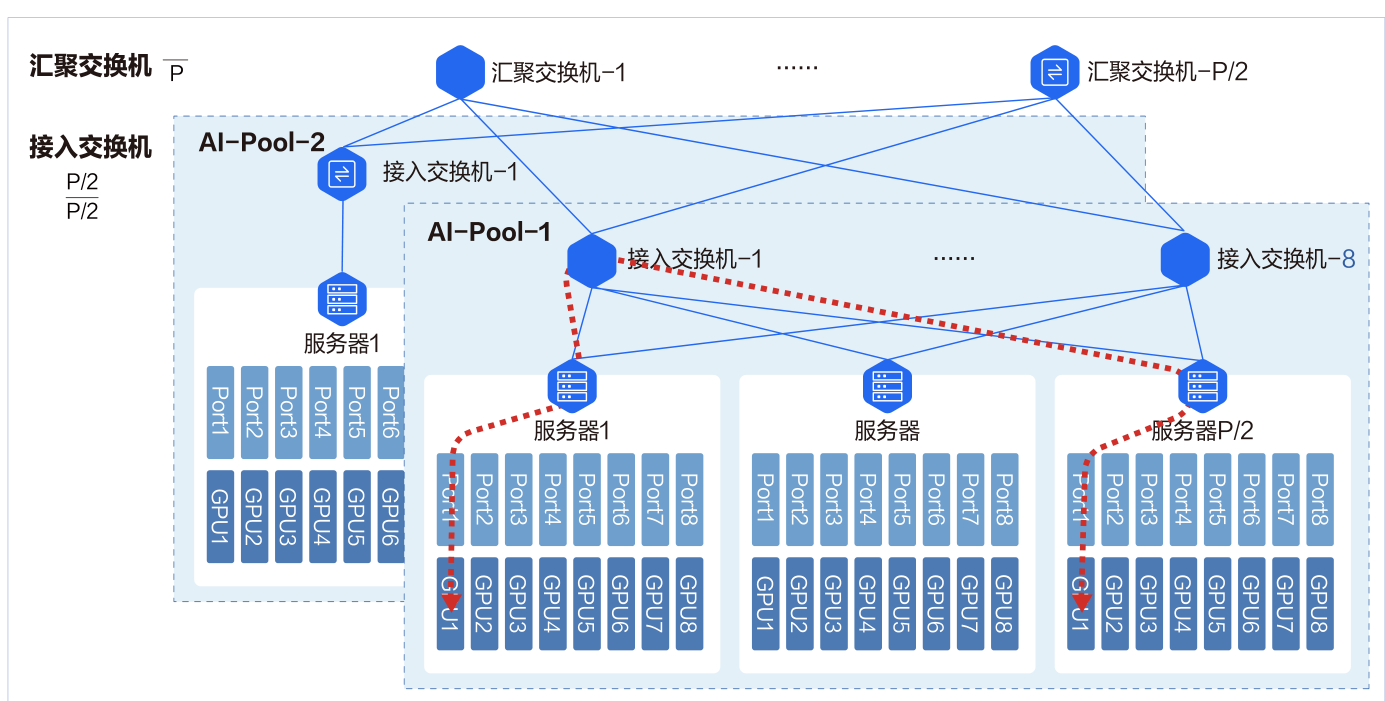 汇聚交换机
P
汇聚交换机-1
······
汇聚交换机-P/2
接入交换机
P/2
P/2
AI-Pool-2
接入交换机-1
服务器1
Port1 Port2 Port3 Port4 Port5 Port6
GPU1 GPU2 GPU3 GPU4 GPU5 GPU6
AI-Pool-1
接入交换机-1
······
接入交换机-8
服务器1
Port1 Port2 Port3 Port4 Port5 Port6 Port7 Port8
GPU1 GPU2 GPU3 GPU4 GPU5 GPU6 GPU7 GPU8
服务器
Port1 Port2 Port3 Port4 Port5 Port6 Port7 Port8
GPU1 GPU2 GPU3 GPU4 GPU5 GPU6 GPU7 GPU8
服务器P/2
Port1 Port2 Port3 Port4 Port5 Port6 Port7 Port8
GPU1 GPU2 GPU3 GPU4 GPU5 GPU6 GPU7 GPU8